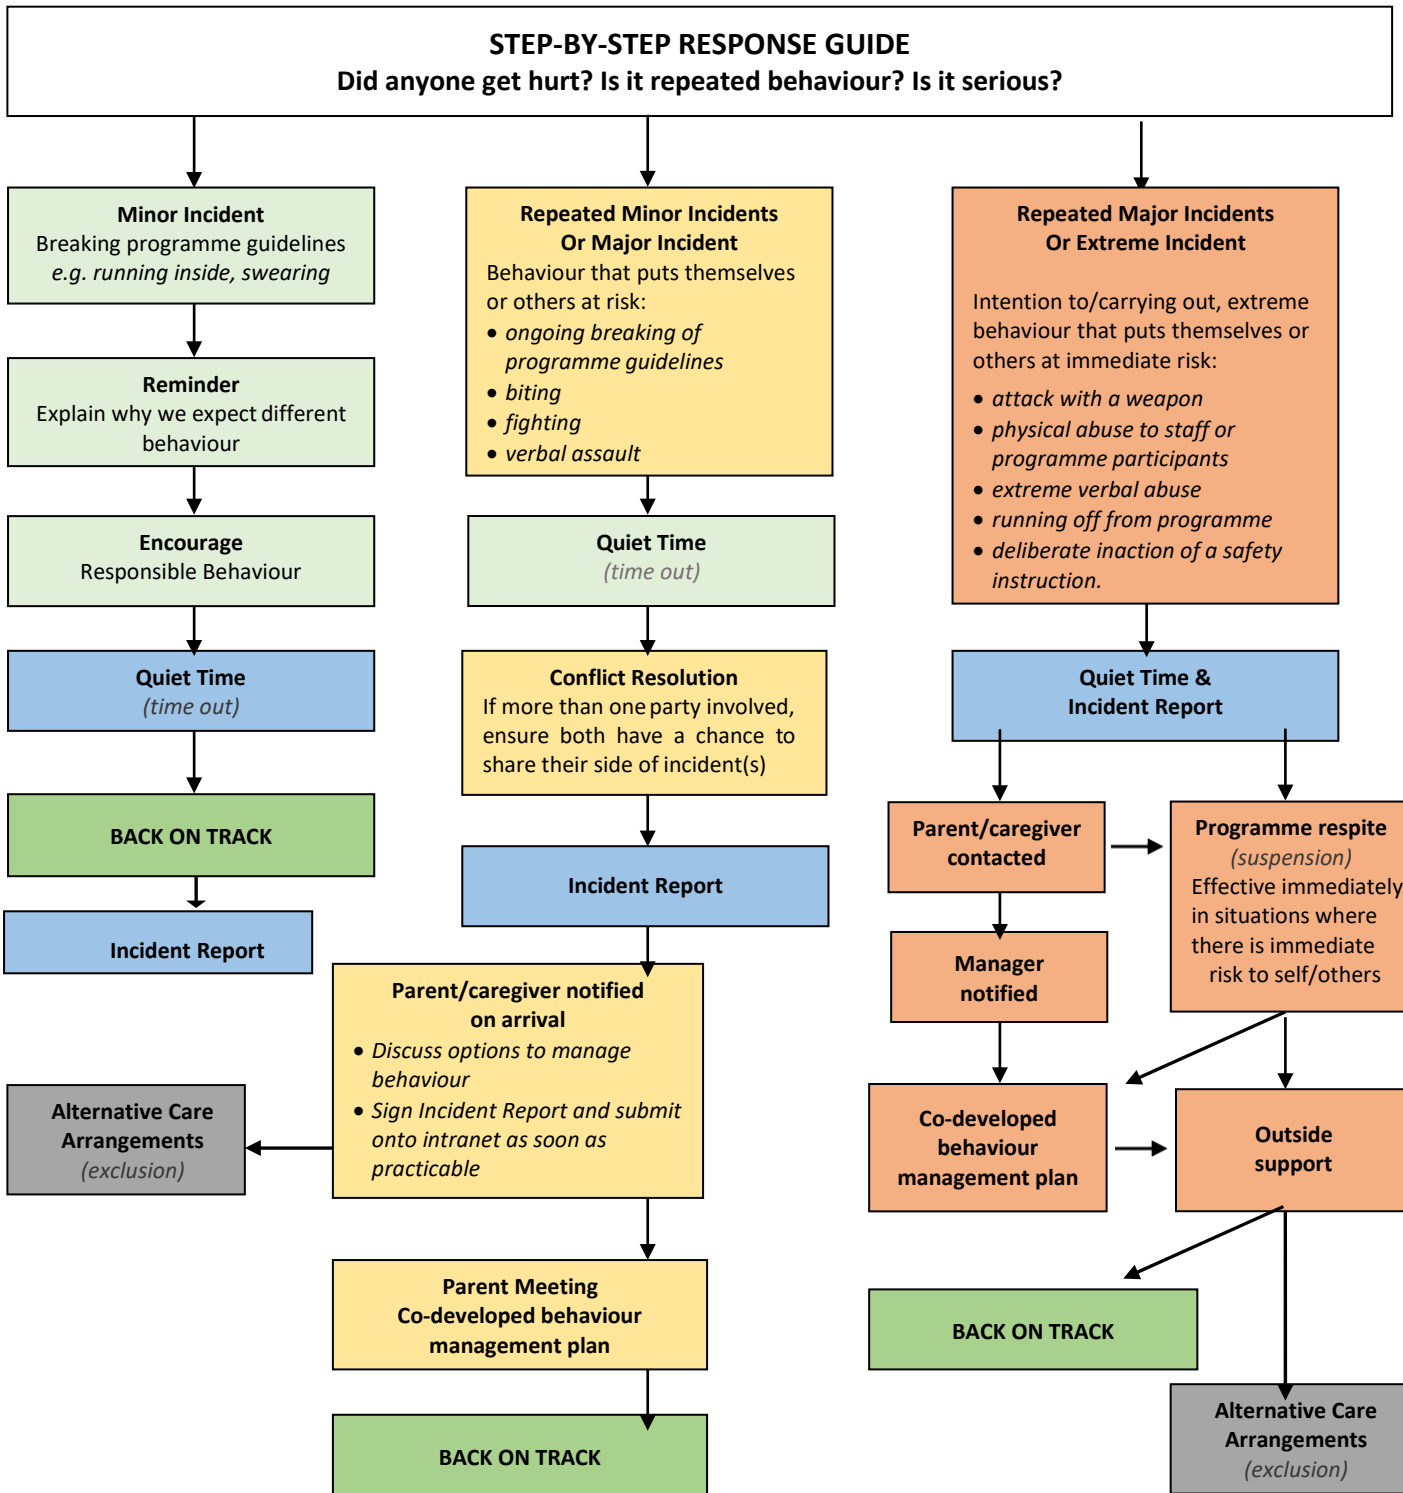 STEP-BY-STEP RESPONSE GUIDE
Did anyone get hurt? Is it repeated behaviour? Is it serious?
Minor Incident
Breaking programme guidelines
e.g. running inside, swearing
Reminder
Explain why we expect different
behaviour
Encourage
Responsible Behaviour
Quiet Time
(time out)
BACK ON TRACK
Incident Report
Repeated Minor Incidents
Or Major Incident
Behaviour that puts themselves
or others at risk:
• ongoing breaking of
programme guidelines
• biting
• fighting
• verbal assault
Quiet Time
(time out)
Conflict Resolution
If more than one party involved,
ensure both have a chance to
share their side of incident(s)
Incident Report
Parent/caregiver notified
on arrival
• Discuss options to manage
behaviour
• Sign Incident Report and submit
onto intranet as soon as
practicable
Alternative Care
Arrangements
(exclusion)
Parent Meeting
Co-developed behaviour
management plan
BACK ON TRACK
Repeated Major Incidents
Or Extreme Incident
Intention to/carrying out, extreme
behaviour that puts themselves or
others at immediate risk:
• attack with a weapon
• physical abuse to staff or
programme participants
• extreme verbal abuse
• running off from programme
• deliberate inaction of a safety
instruction.
Quiet Time &
Incident Report
Parent/caregiver
contacted
Programme respite
(suspension)
Effective immediately
in situations where
there is immediate
risk to self/others
Manager
notified
Co-developed
behaviour
management plan
Outside
support
BACK ON TRACK
Alternative Care
Arrangements
(exclusion)